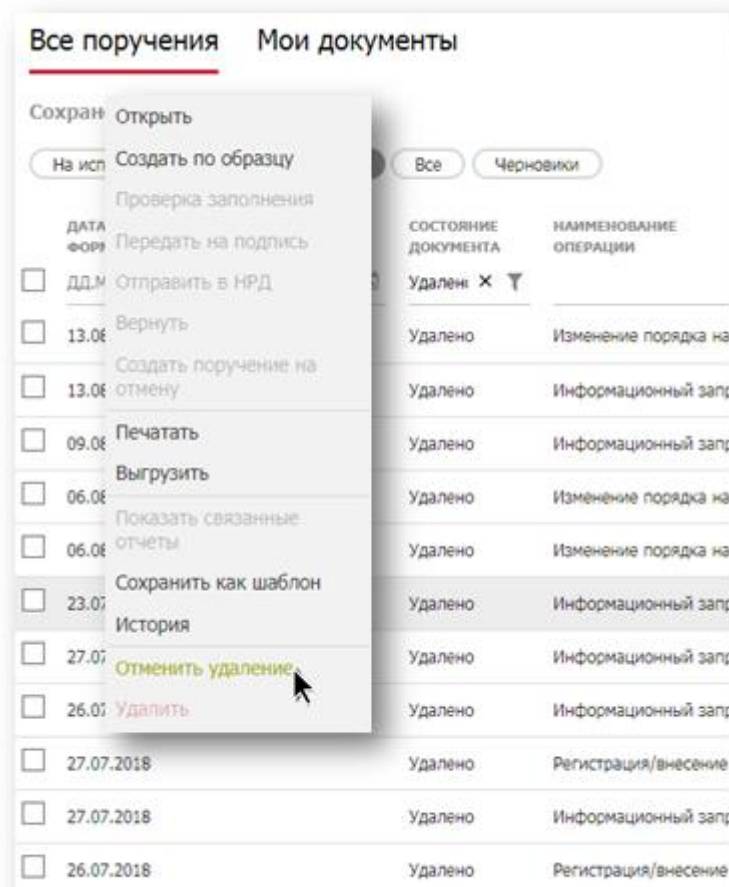 Все поручения Мои документы
Сохран
На исп Все Черновики
ДАТА СОСТОЯНИЕ НАИМЕНОВАНИЕ
ФОРМ ДОКУМЕНТА ОПЕРАЦИИ
ДД.М Удален
13.08 Удалено Изменение порядка на
13.08 Удалено Информационный запр
09.08 Удалено Информационный запр
06.08 Удалено Изменение порядка на
06.08 Удалено Изменение порядка на
23.07 Удалено Информационный запр
27.07 Удалено Информационный запр
26.07 Удалено Информационный запр
27.07.2018 Удалено Регистрация/внесение
27.07.2018 Удалено Информационный запр
26.07.2018 Удалено Регистрация/внесение
Открыть
Создать по образцу
Проверка заполнения
Передать на подпись
Отправить в НРД
Вернуть
Создать поручение на
отмену
Печатать
Выгрузить
Показать связанные
отчеты
Сохранить как шаблон
История
Отменить удаление
Удалить